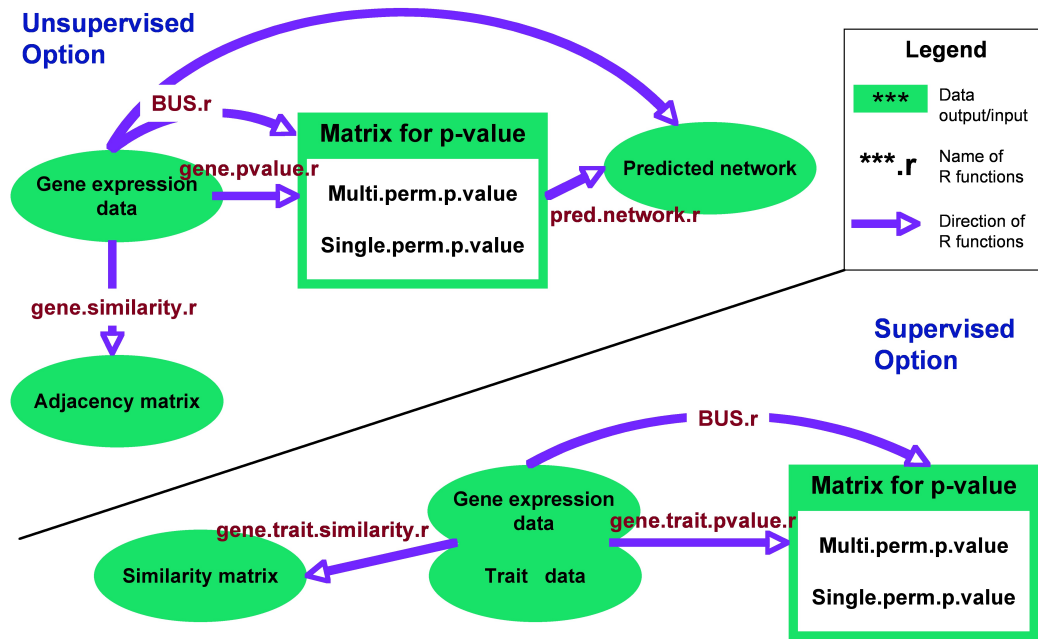 Unsupervised
Option
BUS.r
Matrix for p-value
gene.pvalue.r
Gene expression
data
Multi.perm.p.value
Single.perm.p.value
Predicted network
pred.network.r
gene.similarity.r
Adjacency matrix
Legend
***
Data
output/input
***.r
Name of
R functions
Direction of
R functions
Supervised
Option
BUS.r
Gene expression
data
Trait data
gene.trait.similarity.r
Similarity matrix
gene.trait.pvalue.r
Matrix for p-value
Multi.perm.p.value
Single.perm.p.value